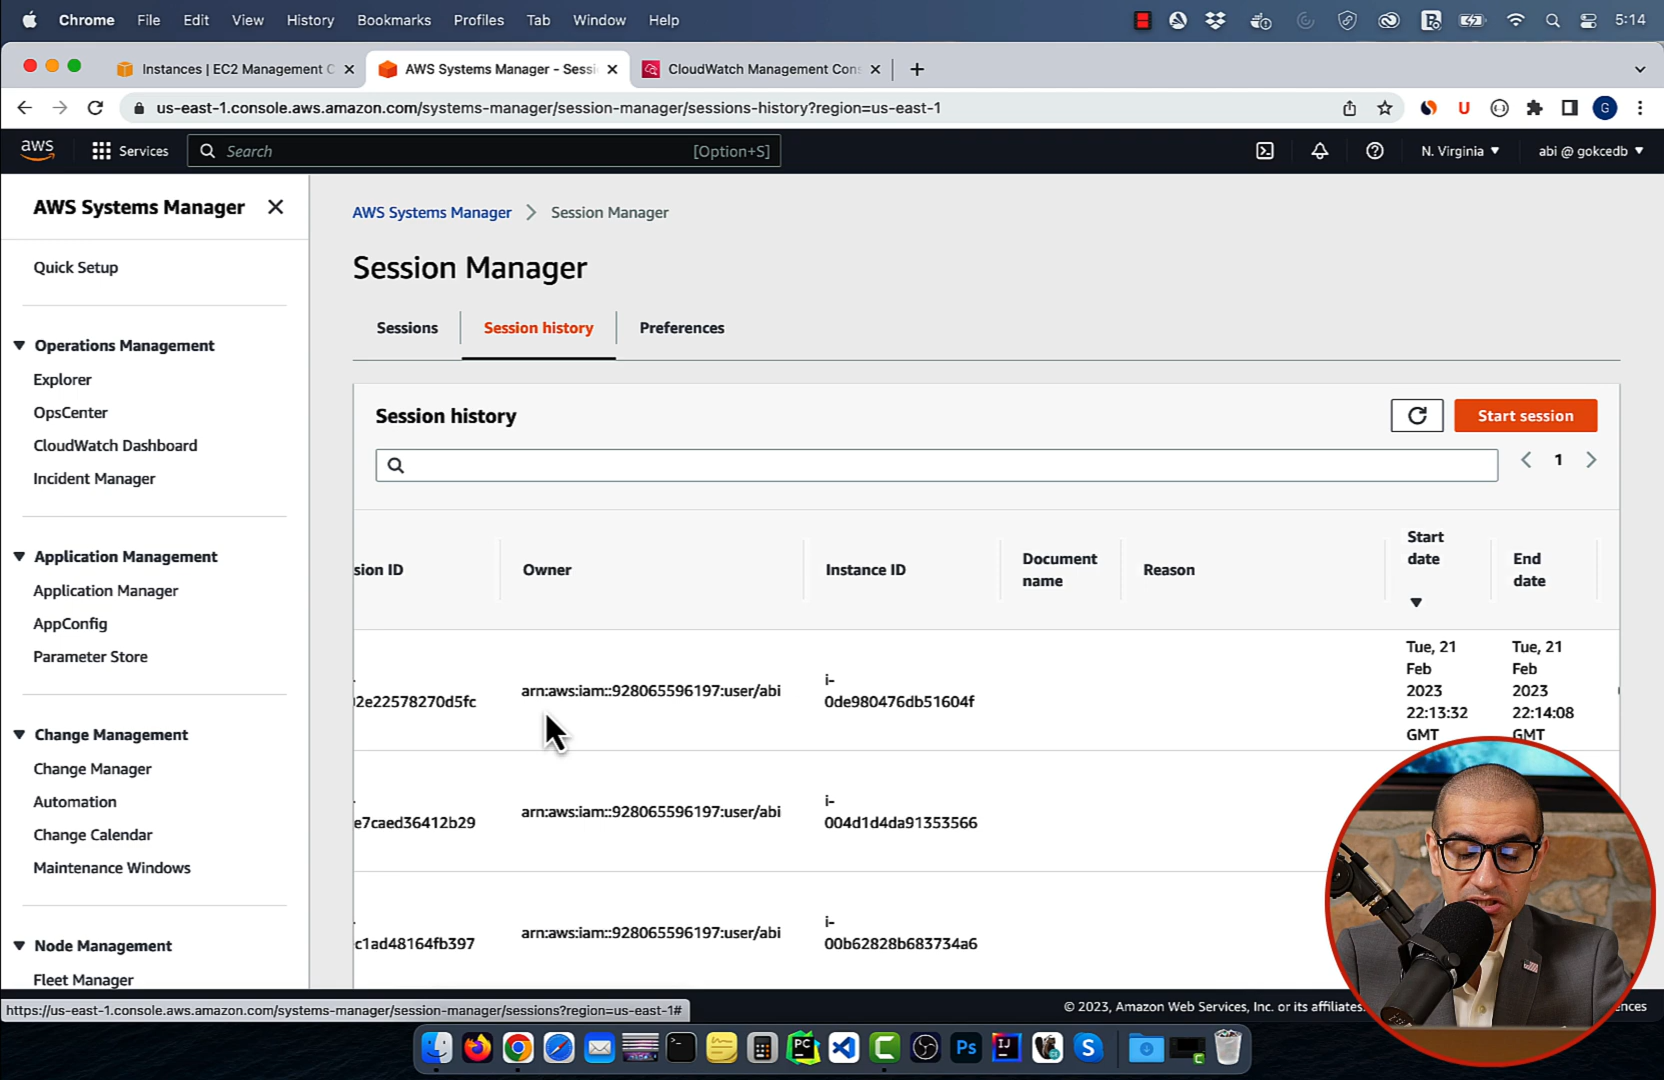 Chrome File Edit View History Bookmarks Profiles Tab Window Help 5:14
Instances | EC2 Management C AWS Systems Manager - Sessi CloudWatch Management Con
us-east-1.console.aws.amazon.com/systems-manager/session-manager/sessions-history?region=us-east-1 U G
aws Services Search [Option+S] N. Virginia abi @ gokcedb
AWS Systems Manager
Quick Setup
Operations Management
Explorer
OpsCenter
CloudWatch Dashboard
Incident Manager
Application Management
Application Manager
AppConfig
Parameter Store
Change Management
Change Manager
Automation
Change Calendar
Maintenance Windows
Node Management
Fleet Manager
AWS Systems Manager Session Manager
Session Manager
Sessions Session history Preferences
Session history Start session
1
sion ID Owner Instance ID Document name Reason Start date End date
2e22578270d5fc arn:aws:iam::928065596197:user/abi i-0de980476db51604f Tue, 21 Feb 2023 22:13:32 GMT Tue, 21 Feb 2023 22:14:08 GMT
e7caed36412b29 arn:aws:iam::928065596197:user/abi i-004d1d4da91353566
c1ad48164fb397 arn:aws:iam::928065596197:user/abi i-00b62828b683734a6
https://us-east-1.console.aws.amazon.com/systems-manager/session-manager/sessions?region=us-east-1#
© 2023, Amazon Web Services, Inc. or its affiliates. ences
PC C Ps IJ S